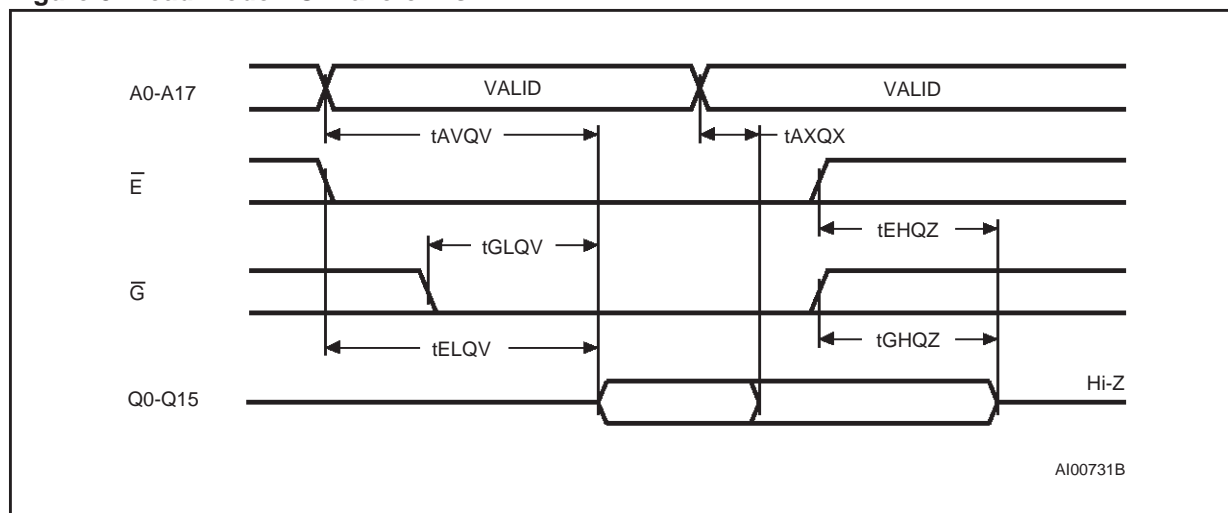 A0-A17
VALID
VALID
tAVQV
tAXQX
E
tEHQZ
tGLQV
G
tGHQZ
tELQV
Q0-Q15
Hi-Z
AI00731B